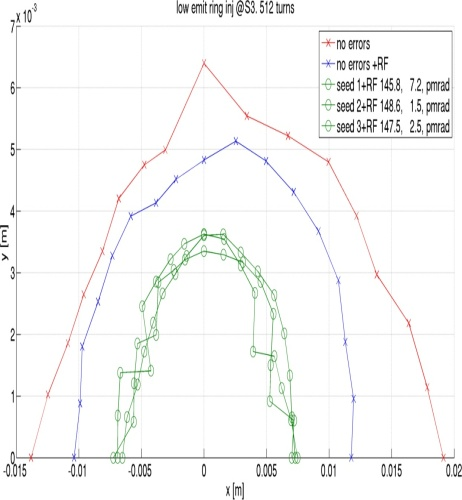 low emit ring inj @S3. 512 turns
7 x 10⁻³
no errors
no errors +RF
seed 1+RF 145.8, 7.2, pmrad
seed 2+RF 148.6, 1.5, pmrad
seed 3+RF 147.5, 2.5, pmrad
6
5
4
3
2
1
0
y [m]
-0.015 -0.01 -0.005 0 0.005 0.01 0.015 0.02
x [m]